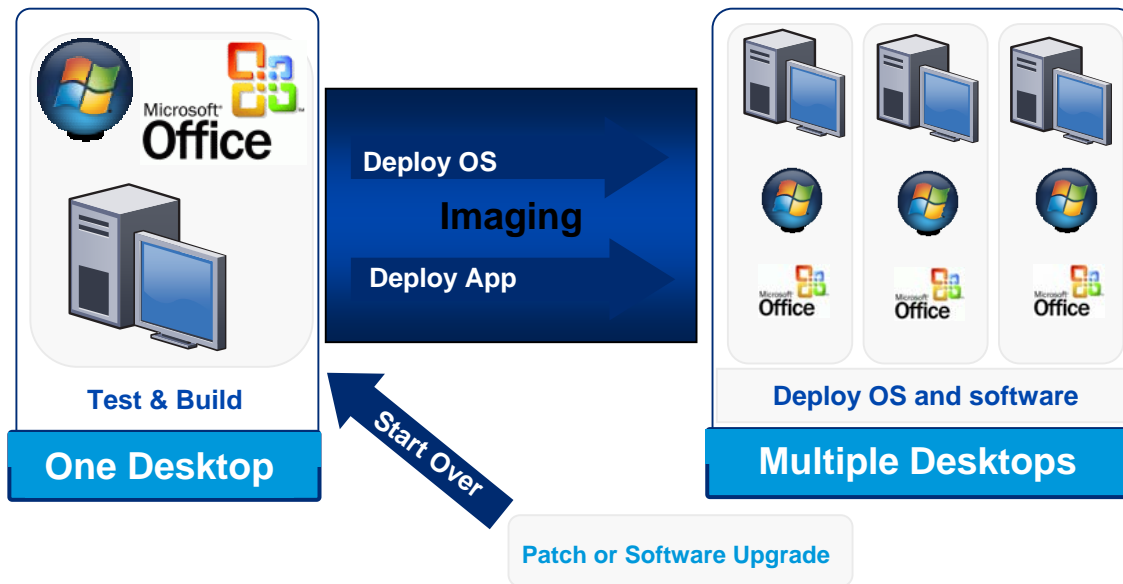 Microsoft®
Office
Test & Build
One Desktop
Deploy OS
Imaging
Deploy App
Start Over
Patch or Software Upgrade
Microsoft®
Office
Microsoft®
Office
Microsoft®
Office
Deploy OS and software
Multiple Desktops